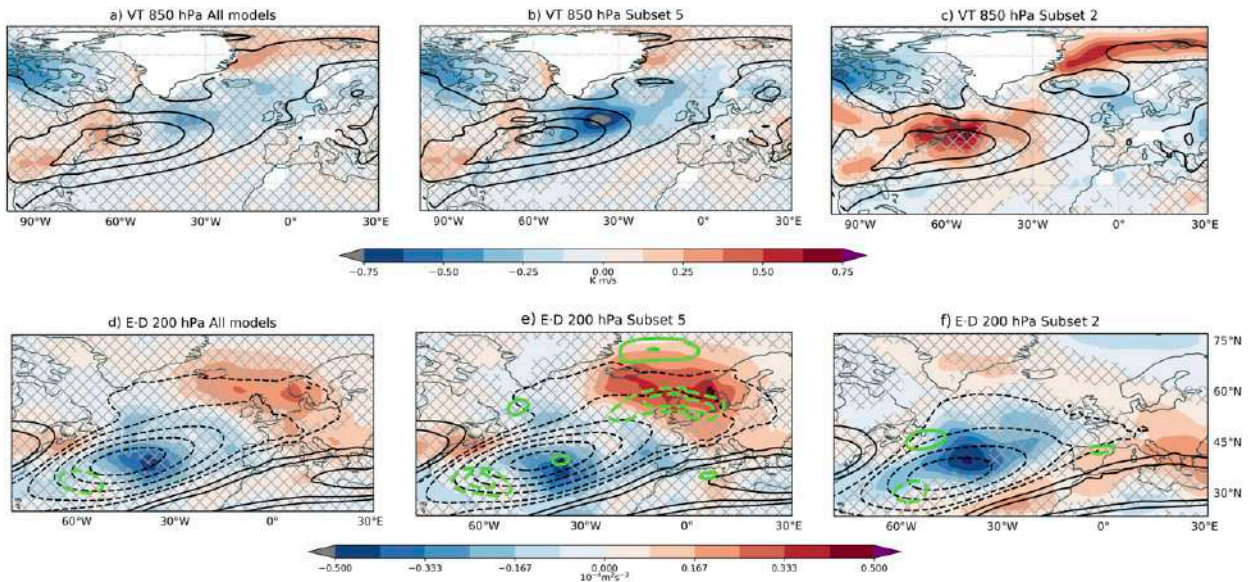 a) VT 850 hPa All models
b) VT 850 hPa Subset 5
c) VT 850 hPa Subset 2
90°W 60°W 30°W 0° 30°E
90°W 60°W 30°W 0° 30°E
90°W 60°W 30°W 0° 30°E
−0.75 −0.50 −0.25 0.00 0.25 0.50 0.75
K m/s
d) E·D 200 hPa All models
e) E·D 200 hPa Subset 5
f) E·D 200 hPa Subset 2
75°N
60°N
45°N
30°N
60°W 30°W 0° 30°E
60°W 30°W 0° 30°E
60°W 30°W 0° 30°E
−0.500 −0.333 −0.167 0.000 0.167 0.333 0.500
10⁻⁴m²s⁻³